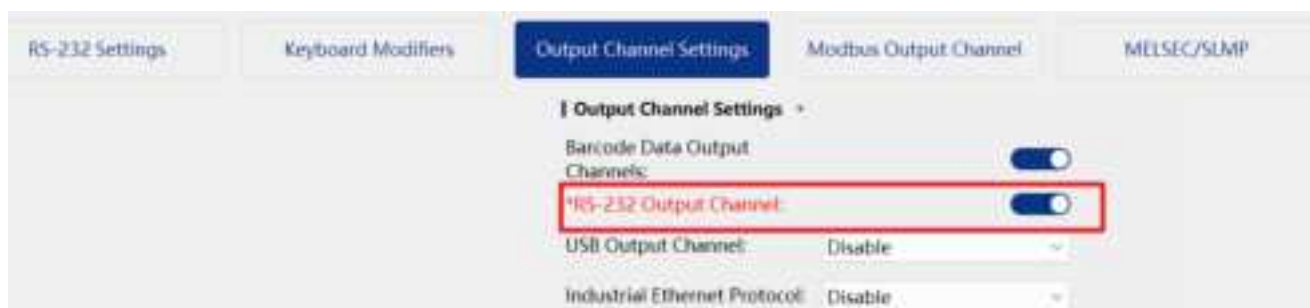 RS-232 Settings
Keyboard Modifiers
Output Channel Settings
Modbus Output Channel
MELSEC/SLMP
Output Channel Settings
Barcode Data Output
Channels:
*RS-232 Output Channel:
USB Output Channel:
Disable
Industrial Ethernet Protocol:
Disable